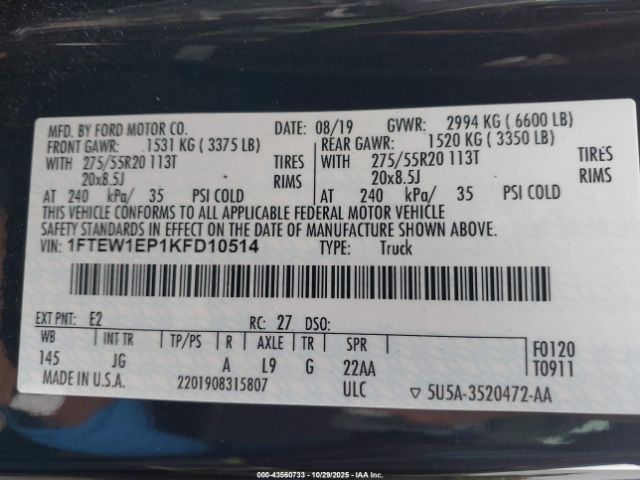 MFD. BY FORD MOTOR CO. DATE: 08/19 GVWR: 2994 KG ( 6600 LB)
FRONT GAWR: 1531 KG ( 3375 LB) REAR GAWR: 1520 KG ( 3350 LB)
WITH 275/55R20 113T TIRES WITH 275/55R20 113T TIRES
20x8.5J RIMS 20x8.5J RIMS
AT 240 kPa/ 35 PSI COLD AT 240 kPa/ 35 PSI COLD
THIS VEHICLE CONFORMS TO ALL APPLICABLE FEDERAL MOTOR VEHICLE
SAFETY STANDARDS IN EFFECT ON THE DATE OF MANUFACTURE SHOWN ABOVE.
VIN: 1FTEW1EP1KFD10514 TYPE: Truck
EXT PNT: E2 RC: 27 DSO:
WB INT TR TP/PS R AXLE TR SPR F0120
145 JG A L9 G 22AA T0911
MADE IN U.S.A. 2201908315807 ULC ▽ 5U5A-3520472-AA
000-43560733 - 10/29/2025 - IAA Inc.